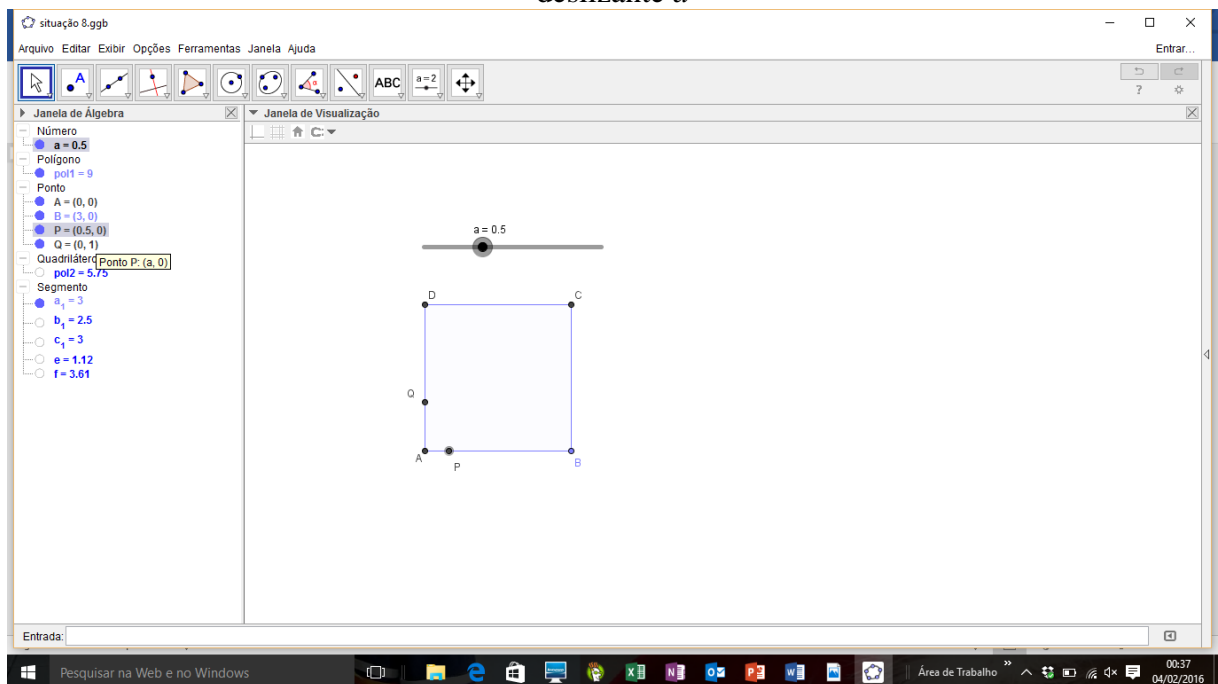 deslizante a
situação 8.ggb
Arquivo Editar Exibir Opções Ferramentas Janela Ajuda
Entrar...
ABC
a=2
?
Janela de Álgebra
Janela de Visualização
Número
a = 0.5
Polígono
pol1 = 9
Ponto
A = (0, 0)
B = (3, 0)
P = (0.5, 0)
Q = (0, 1)
Ponto P: (a, 0)
pol2 = 5.75
Segmento
a1 = 3
b1 = 2.5
c1 = 3
e = 1.12
f = 3.61
a = 0.5
D
C
Q
A
P
B
Entrada:
Pesquisar na Web e no Windows
Área de Trabalho
00:37
04/02/2016